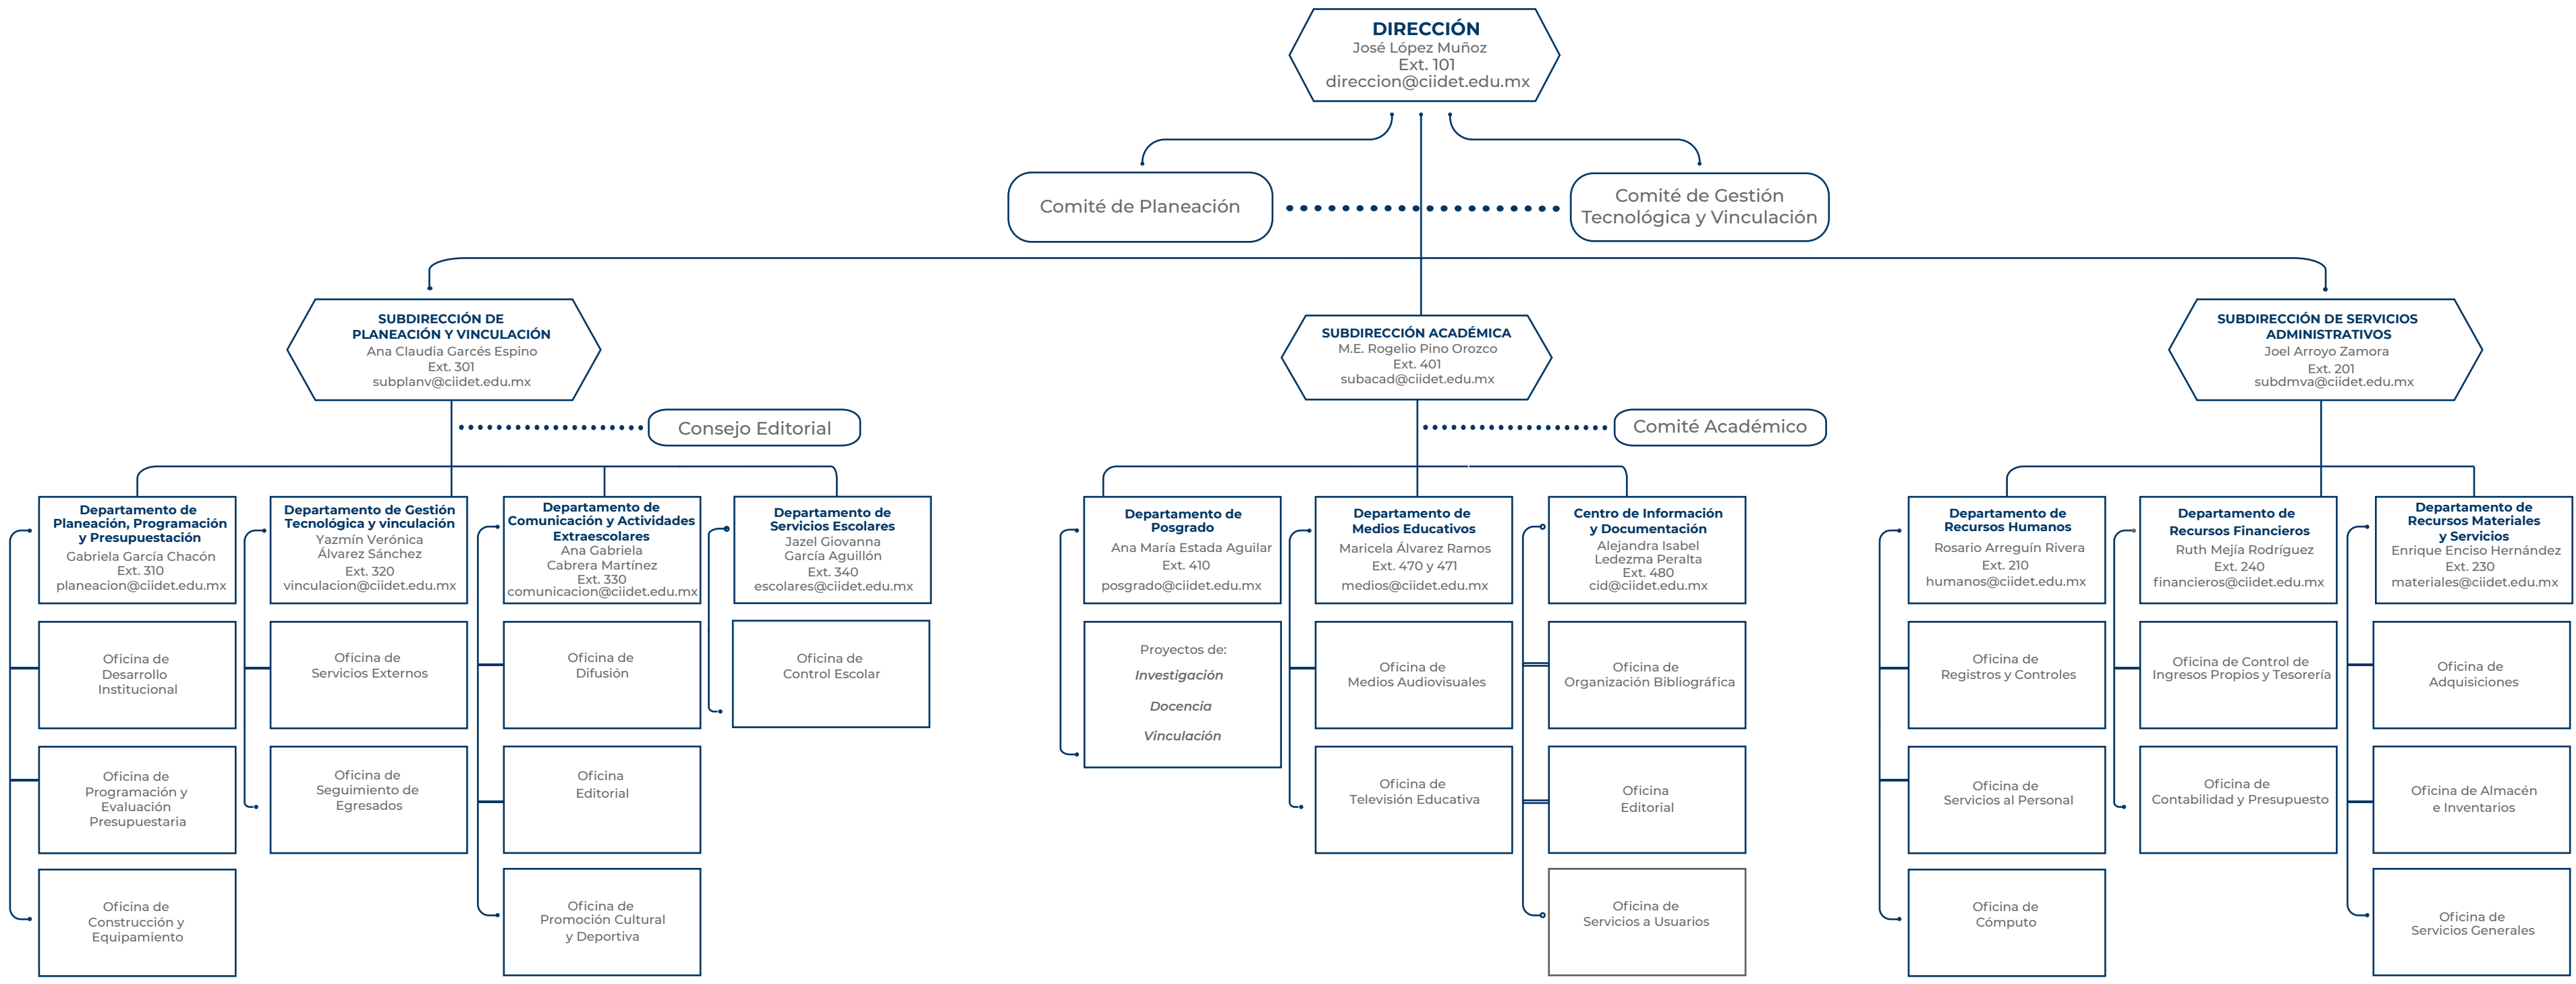 DIRECCIÓN
José López Muñoz
Ext. 101
direccion@ciidet.edu.mx
Comité de Planeación
Comité de Gestión
Tecnológica y Vinculación
SUBDIRECCIÓN DE
PLANEACIÓN Y VINCULACIÓN
Ana Claudia Garcés Espino
Ext. 301
subplanv@ciidet.edu.mx
SUBDIRECCIÓN ACADÉMICA
M.E. Rogelio Pino Orozco
Ext. 401
subacad@ciidet.edu.mx
SUBDIRECCIÓN DE SERVICIOS
ADMINISTRATIVOS
Joel Arroyo Zamora
Ext. 201
subdmva@ciidet.edu.mx
Consejo Editorial
Comité Académico
Departamento de
Planeación, Programación
y Presupuestación
Gabriela García Chacón
Ext. 310
planeacion@ciidet.edu.mx
Departamento de Gestión
Tecnológica y vinculación
Yazmín Verónica
Álvarez Sánchez
Ext. 320
vinculacion@ciidet.edu.mx
Departamento de
Comunicación y Actividades
Extraescolares
Ana Gabriela
Cabrera Martínez
Ext. 330
comunicacion@ciidet.edu.mx
Departamento de
Servicios Escolares
Jazel Giovanna
García Aguillón
Ext. 340
escolares@ciidet.edu.mx
Departamento de
Posgrado
Ana María Estada Aguilar
Ext. 410
posgrado@ciidet.edu.mx
Departamento de
Medios Educativos
Maricela Álvarez Ramos
Ext. 470 y 471
medios@ciidet.edu.mx
Centro de Información
y Documentación
Alejandra Isabel
Ledezma Peralta
Ext. 480
cid@ciidet.edu.mx
Departamento de
Recursos Humanos
Rosario Arreguín Rivera
Ext. 210
humanos@ciidet.edu.mx
Departamento de
Recursos Financieros
Ruth Mejía Rodríguez
Ext. 240
financieros@ciidet.edu.mx
Departamento de
Recursos Materiales
y Servicios
Enrique Enciso Hernández
Ext. 230
materiales@ciidet.edu.mx
Oficina de
Desarrollo
Institucional
Oficina de
Servicios Externos
Oficina de
Difusión
Oficina de
Control Escolar
Proyectos de:
Investigación
Docencia
Vinculación
Oficina de
Medios Audiovisuales
Oficina de
Organización Bibliográfica
Oficina de
Registros y Controles
Oficina de Control de
Ingresos Propios y Tesorería
Oficina de
Adquisiciones
Oficina de
Programación y
Evaluación
Presupuestaria
Oficina de
Seguimiento de
Egresados
Oficina
Editorial
Oficina de
Televisión Educativa
Oficina
Editorial
Oficina de
Servicios al Personal
Oficina de
Contabilidad y Presupuesto
Oficina de Almacén
e Inventarios
Oficina de
Construcción y
Equipamiento
Oficina de
Promoción Cultural
y Deportiva
Oficina de
Servicios a Usuarios
Oficina de
Cómputo
Oficina de
Servicios Generales